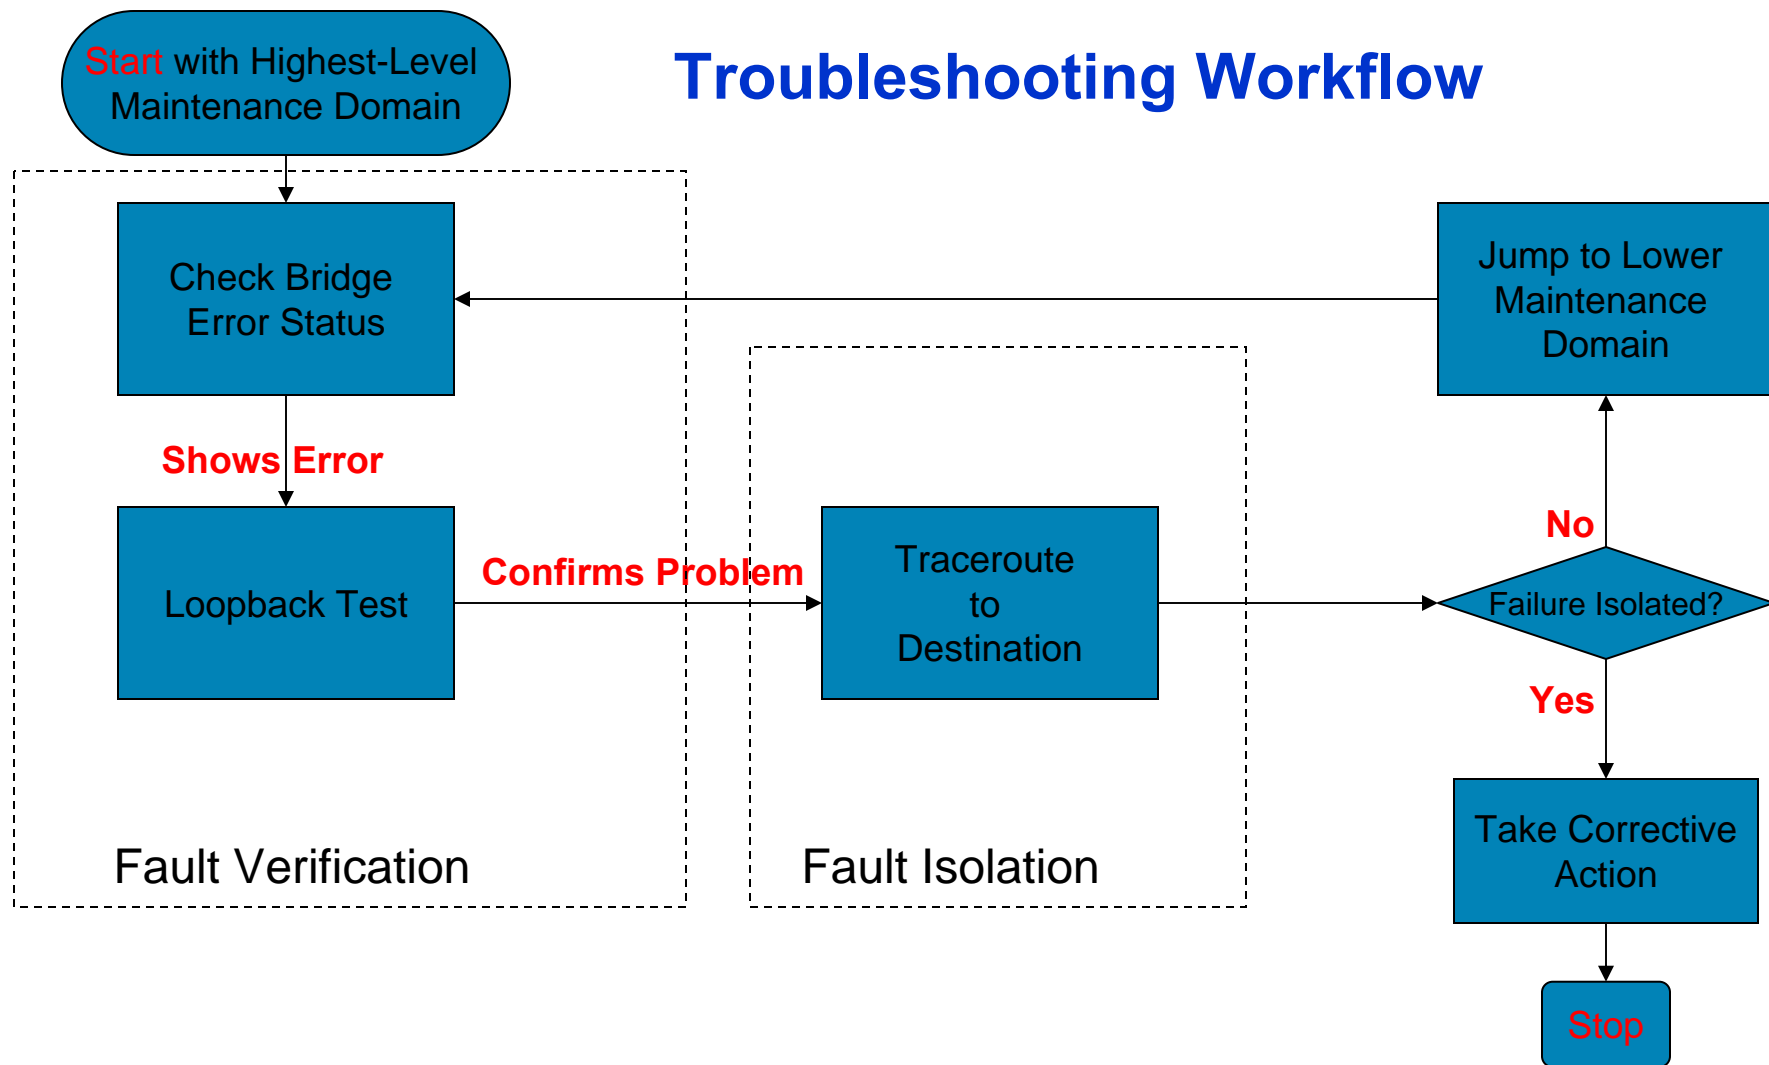 Start with Highest-Level
Maintenance Domain
Troubleshooting Workflow
Check Bridge
Error Status
Jump to Lower
Maintenance
Domain
Shows Error
Loopback Test
Confirms Problem
Traceroute
to
Destination
No
Failure Isolated?
Yes
Take Corrective
Action
Fault Verification
Fault Isolation
Stop